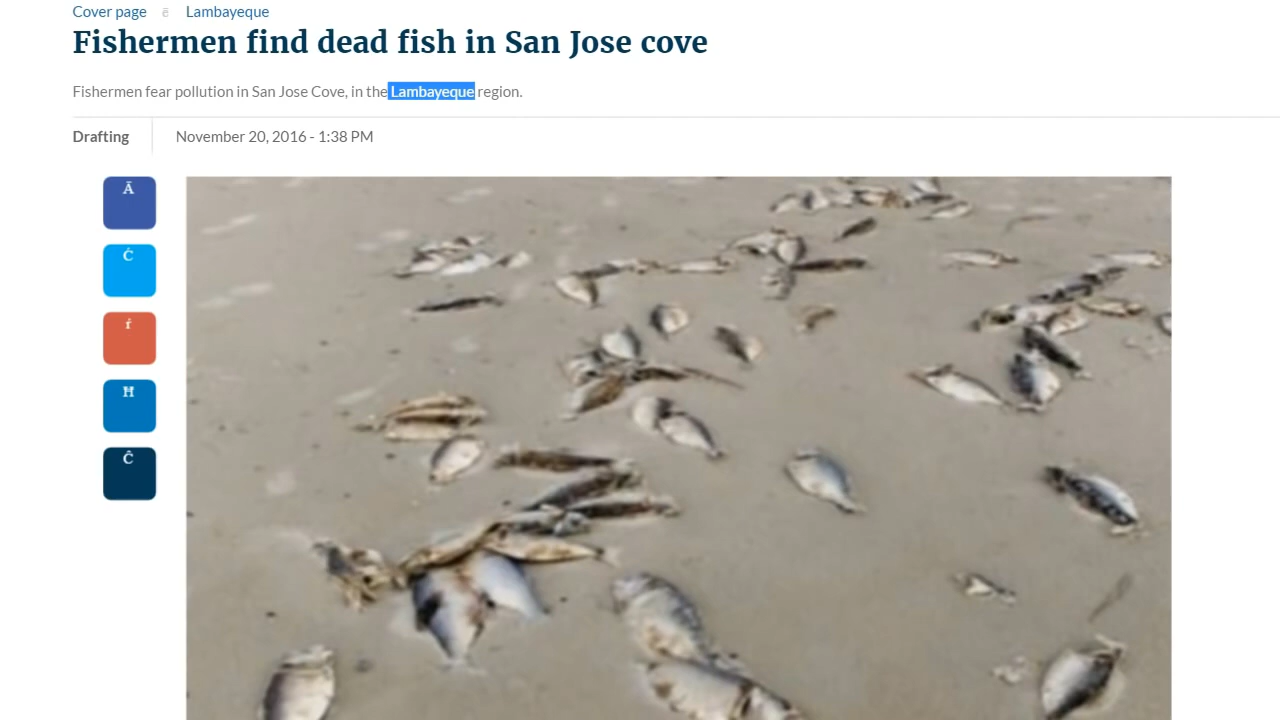 Cover page ē Lambayeque
Fishermen find dead fish in San Jose cove
Fishermen fear pollution in San Jose Cove, in the Lambayeque region.
Drafting November 20, 2016 - 1:38 PM
Ā
Ć
ŕ
Ħ
Ĉ